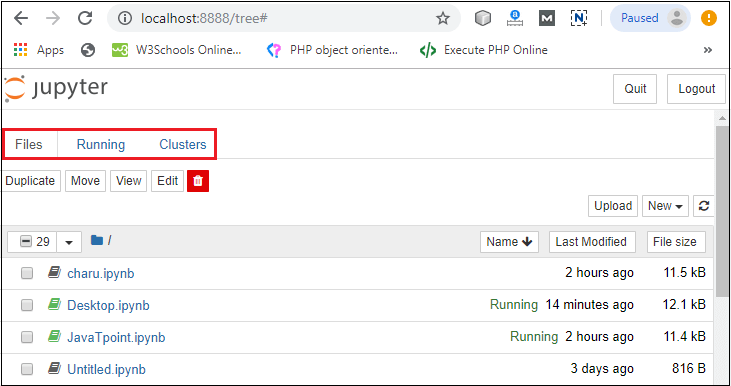 localhost:8888/tree#
Paused
Apps W3Schools Online... PHP object oriente... Execute PHP Online »
jupyter Quit Logout
Files Running Clusters
Duplicate Move View Edit
Upload New
29 / Name Last Modified File size
charu.ipynb 2 hours ago 11.5 kB
Desktop.ipynb Running 14 minutes ago 12.1 kB
JavaTpoint.ipynb Running 2 hours ago 11.4 kB
Untitled.ipynb 3 days ago 816 B